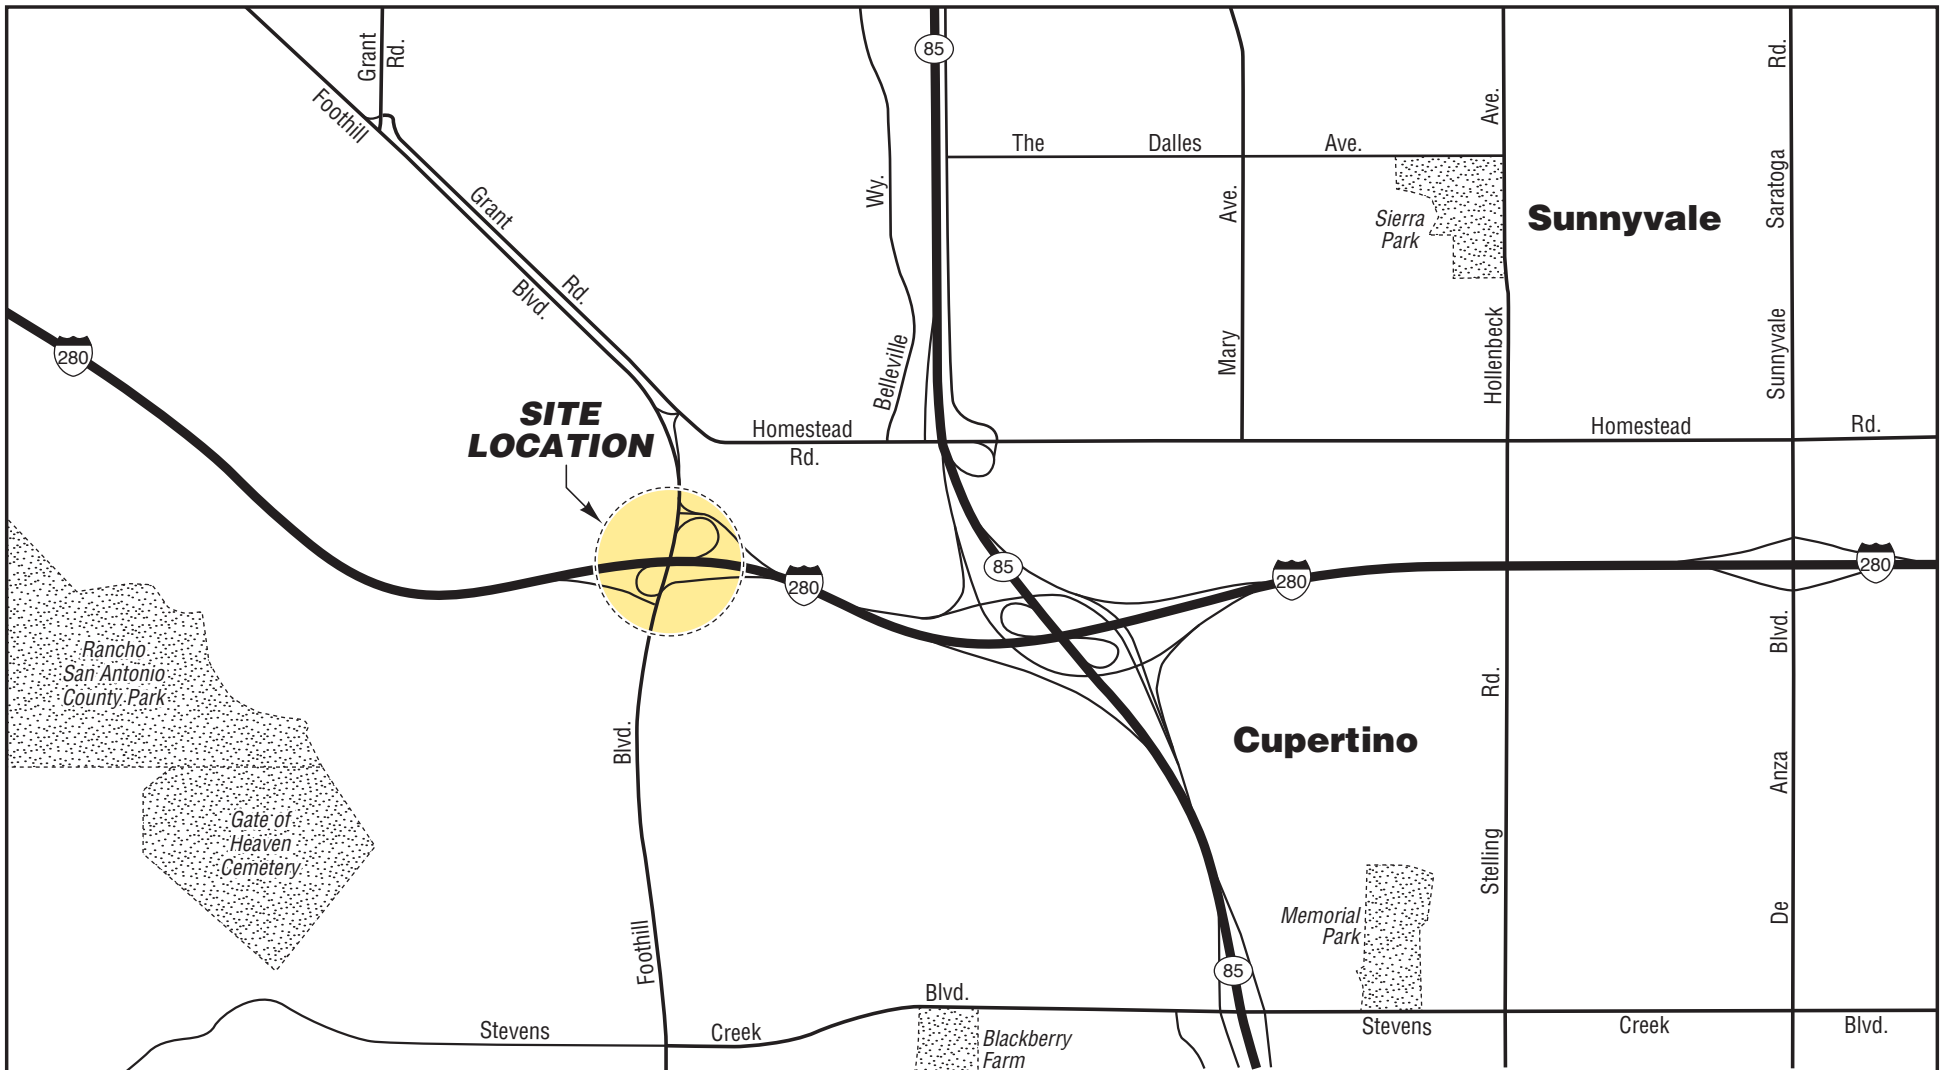 Grant
Rd.
Foothill
Grant
Rd.
Blvd.
85
Wy.
Belleville
The Dalles Ave.
Ave.
Mary
Ave.
Hollenbeck
Sierra
Park
Sunnyvale
Rd.
Saratoga
Sunnyvale
280
SITE
LOCATION
Homestead
Rd.
Homestead Rd.
280
85
280
280
Rancho
San Antonio
County Park
Gate of
Heaven
Cemetery
Blvd.
Foothill
Cupertino
Rd.
Stelling
Blvd.
Anza
De
Memorial
Park
85
Stevens Creek Blvd.
Blackberry
Farm
Stevens Creek Blvd.